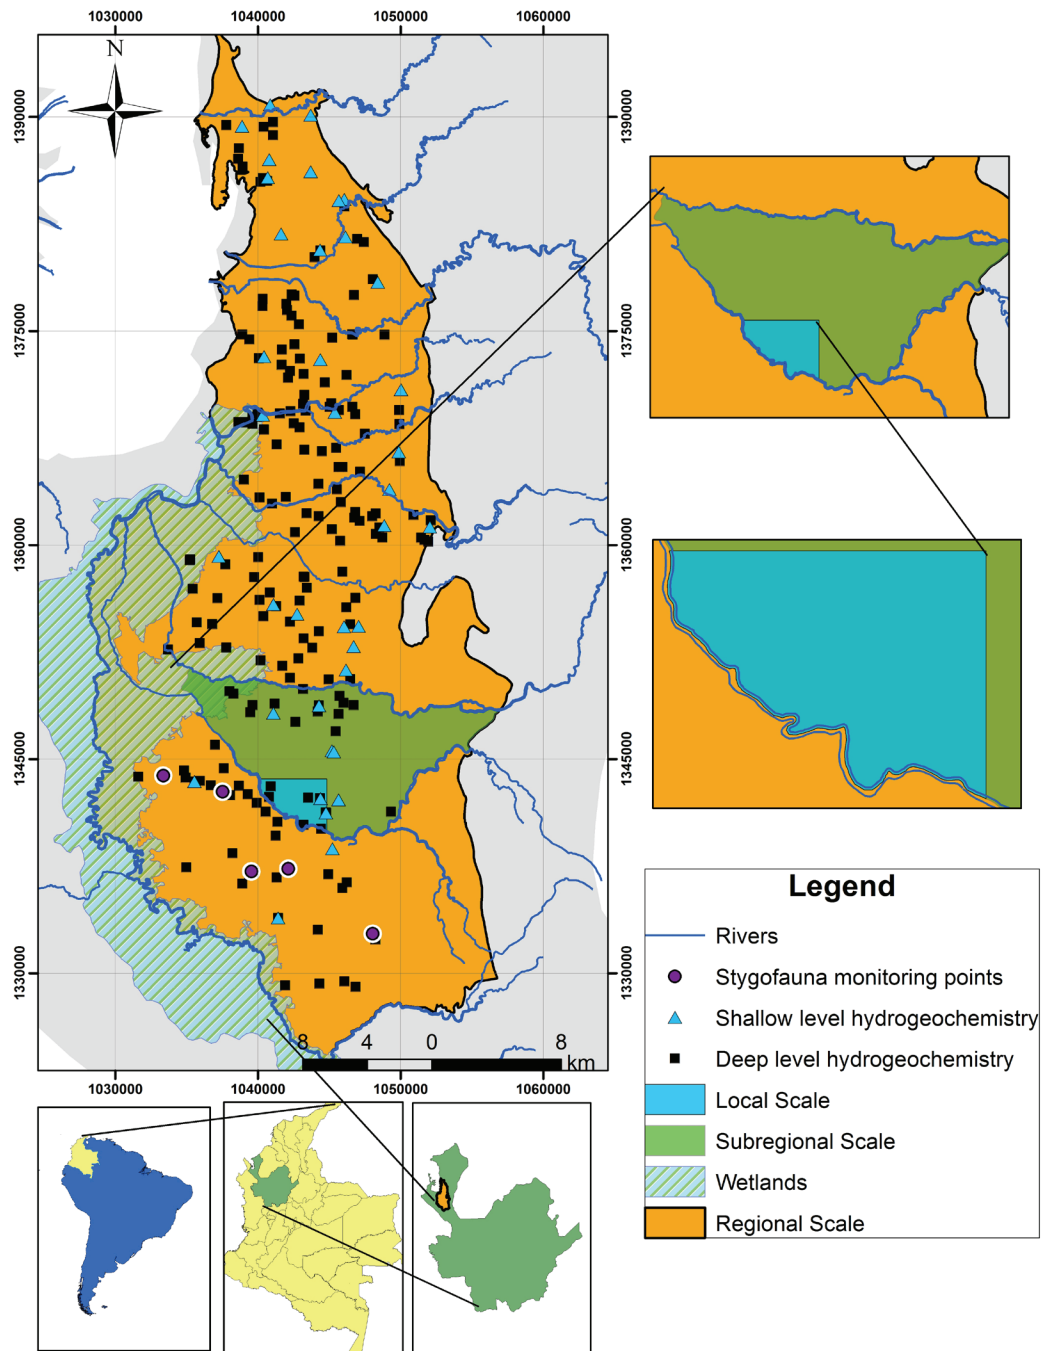 1030000 1040000 1050000 1060000
N
1390000 1390000
1375000 1375000
1360000 1360000
1345000 1345000
1330000 1330000
8 4 0 8
km
1030000 1040000 1050000 1060000
Legend
Rivers
Stygofauna monitoring points
Shallow level hydrogeochemistry
Deep level hydrogeochemistry
Local Scale
Subregional Scale
Wetlands
Regional Scale